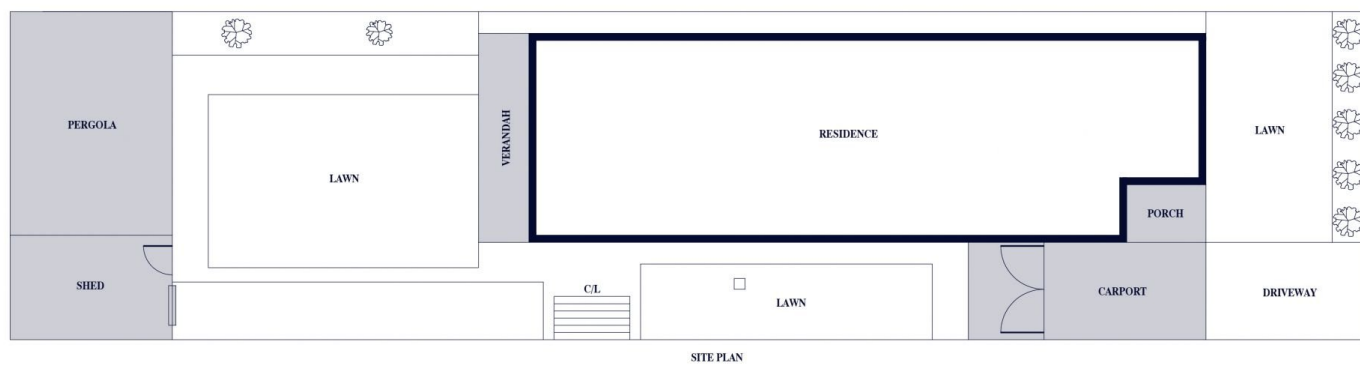 PERGOLA
VERANDAH
RESIDENCE
LAWN
LAWN
PORCH
SHED
C/L
LAWN
CARPORT
DRIVEWAY
SITE PLAN